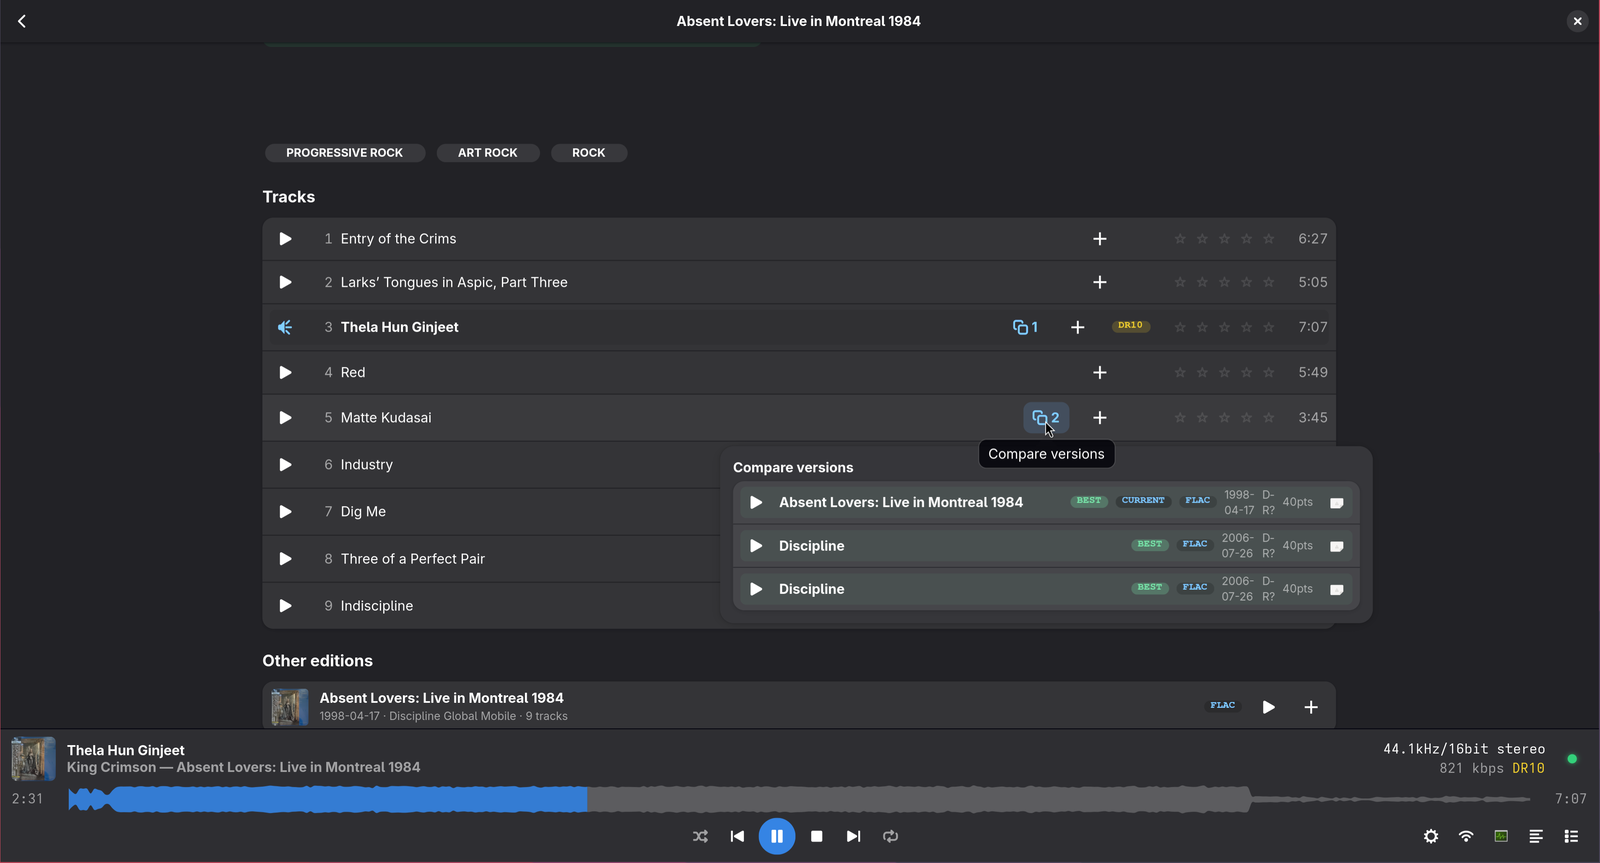 Absent Lovers: Live in Montreal 1984
PROGRESSIVE ROCK ART ROCK ROCK
Tracks
1 Entry of the Crims 6:27
2 Larks’ Tongues in Aspic, Part Three 5:05
3 Thela Hun Ginjeet 1 DR10 7:07
4 Red 5:49
5 Matte Kudasai 2 3:45
Compare versions
6 Industry
7 Dig Me
8 Three of a Perfect Pair
9 Indiscipline
Compare versions
Absent Lovers: Live in Montreal 1984 BEST CURRENT FLAC 1998-04-17 D-R? 40pts
Discipline BEST FLAC 2006-07-26 D-R? 40pts
Discipline BEST FLAC 2006-07-26 D-R? 40pts
Other editions
Absent Lovers: Live in Montreal 1984
1998-04-17 · Discipline Global Mobile · 9 tracks
FLAC
Thela Hun Ginjeet
King Crimson — Absent Lovers: Live in Montreal 1984
44.1kHz/16bit stereo
821 kbps DR10
2:31 7:07